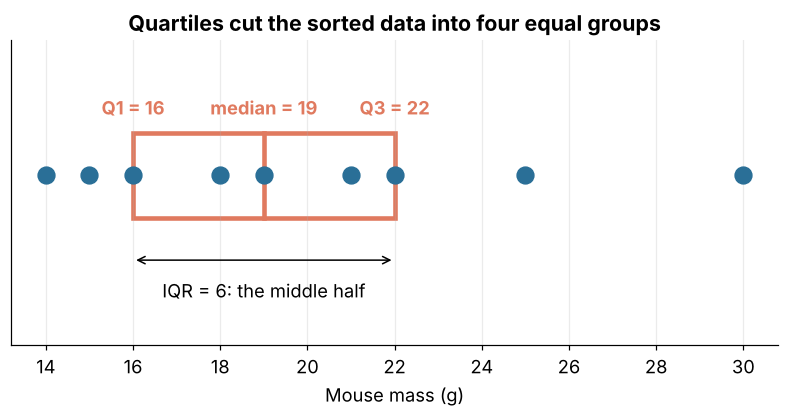 Quartiles cut the sorted data into four equal groups
Q1 = 16 median = 19 Q3 = 22
IQR = 6: the middle half
14 16 18 20 22 24 26 28 30
Mouse mass (g)